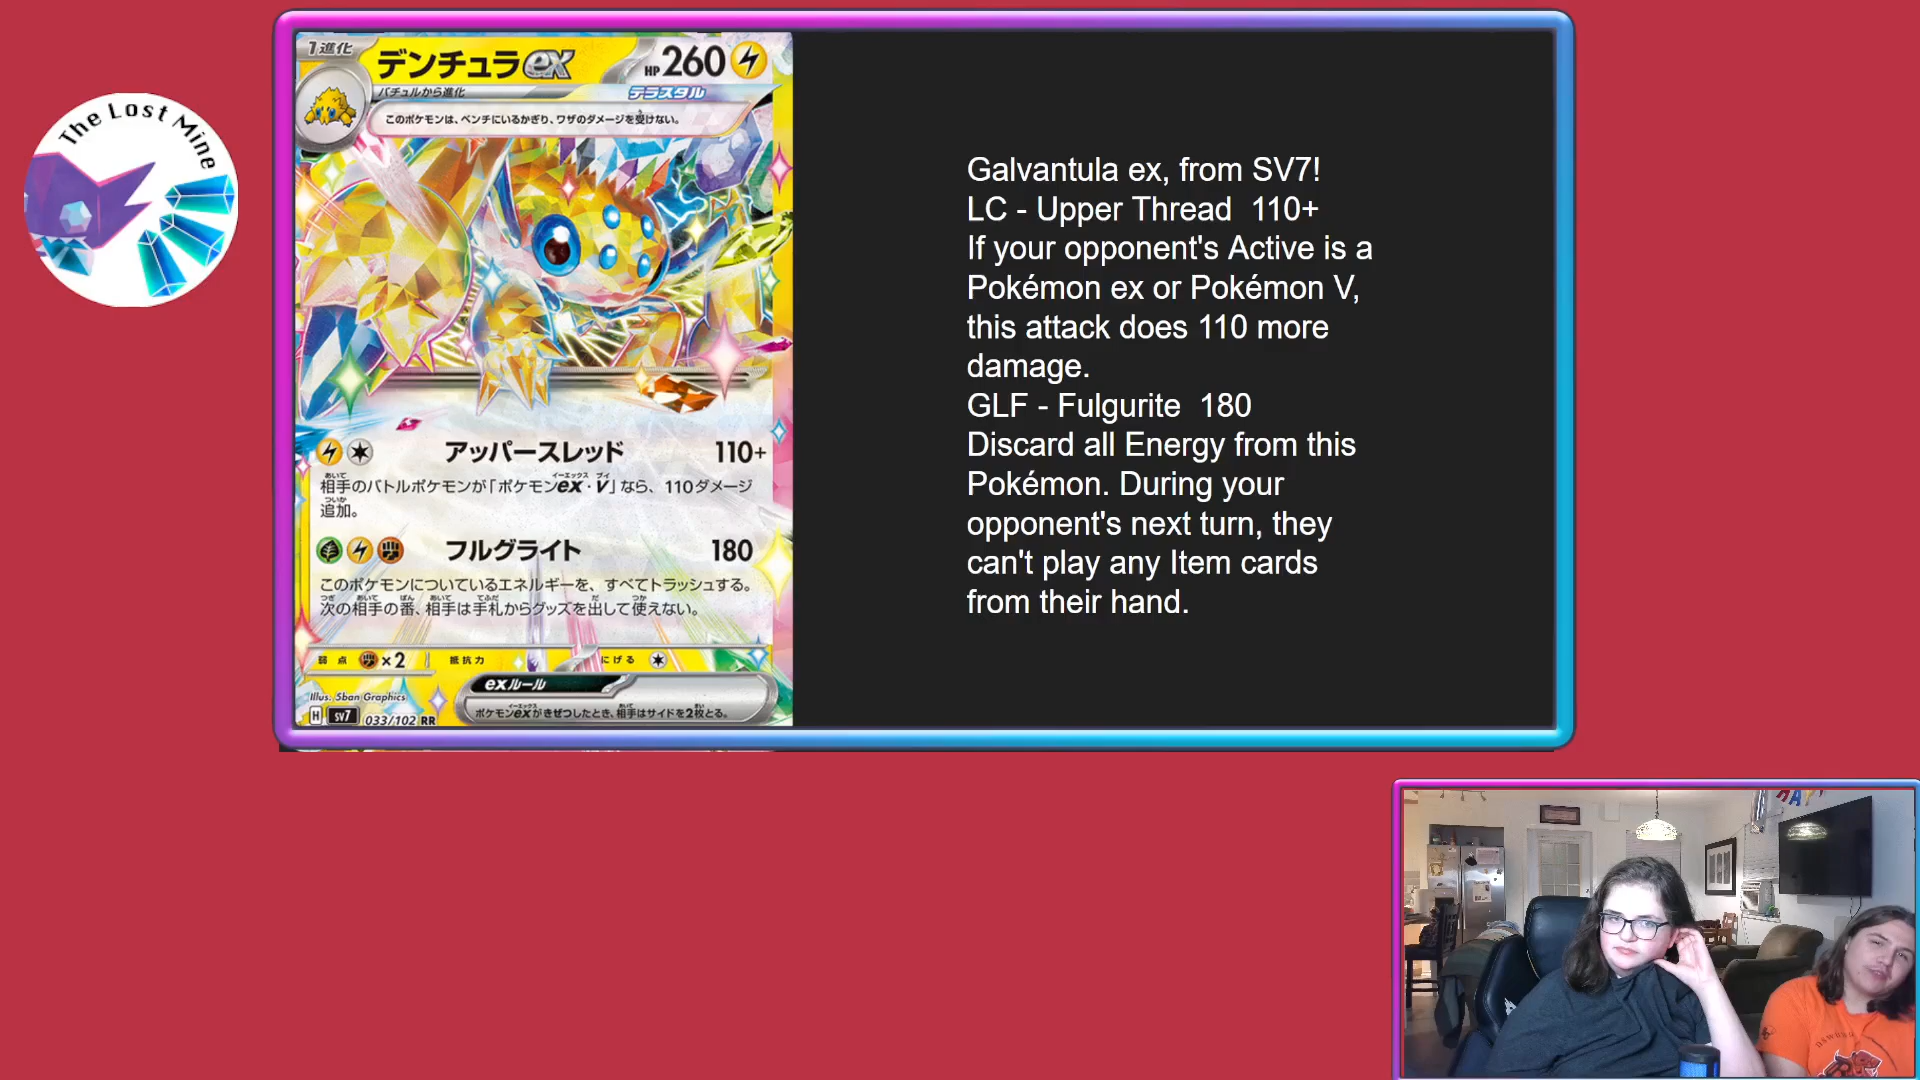 The Lost Mine
1進化
デンチュラex
HP 260
バチュルから進化
テラスタル
このポケモンは、ベンチにいるかぎり、ワザのダメージを受けない。
アッパースレッド 110+
相手のバトルポケモンが「ポケモンex・V」なら、110ダメージ
追加。
フルグライト 180
このポケモンについているエネルギーを、すべてトラッシュする。
次の相手の番、相手は手札からグッズを出して使えない。
弱点 ×2 抵抗力 にげる
exルール
ポケモンexがきぜつしたとき、相手はサイドを2枚とる。
Illus. 5ban Graphics
H SV7 033/102 RR
Galvantula ex, from SV7!
LC - Upper Thread 110+
If your opponent's Active is a
Pokémon ex or Pokémon V,
this attack does 110 more
damage.
GLF - Fulgurite 180
Discard all Energy from this
Pokémon. During your
opponent's next turn, they
can't play any Item cards
from their hand.